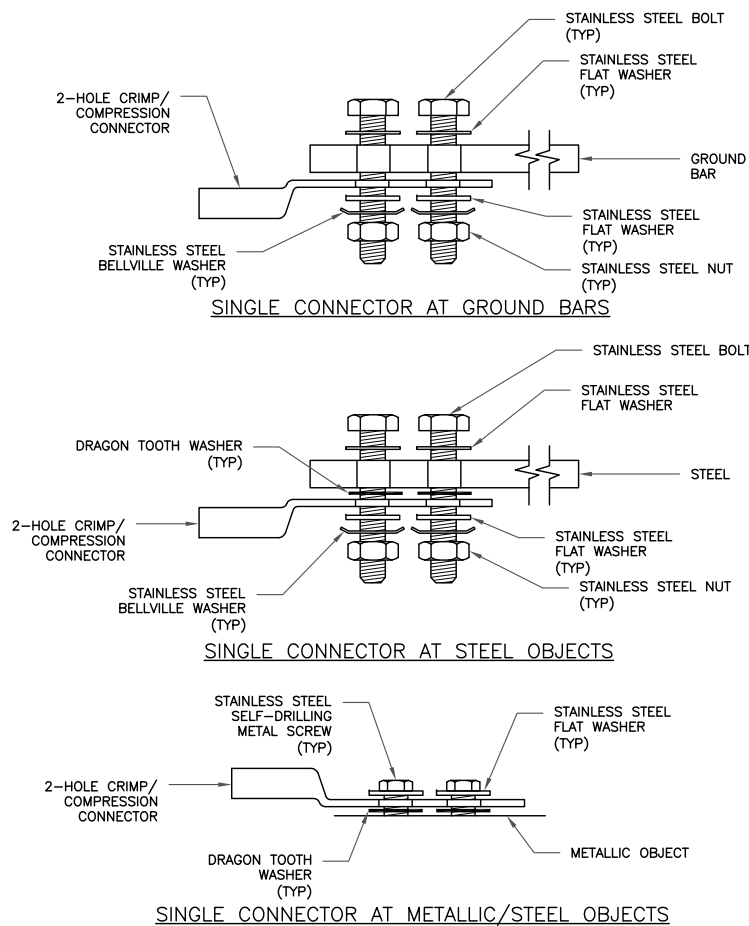 STAINLESS STEEL BOLT
(TYP)
STAINLESS STEEL
FLAT WASHER
(TYP)
2-HOLE CRIMP/
COMPRESSION
CONNECTOR
GROUND
BAR
STAINLESS STEEL
FLAT WASHER
(TYP)
STAINLESS STEEL
BELLVILLE WASHER
(TYP)
STAINLESS STEEL NUT
(TYP)
SINGLE CONNECTOR AT GROUND BARS
STAINLESS STEEL BOLT
STAINLESS STEEL
FLAT WASHER
DRAGON TOOTH WASHER
(TYP)
STEEL
2-HOLE CRIMP/
COMPRESSION
CONNECTOR
STAINLESS STEEL
FLAT WASHER
(TYP)
STAINLESS STEEL NUT
(TYP)
STAINLESS STEEL
BELLVILLE WASHER
(TYP)
SINGLE CONNECTOR AT STEEL OBJECTS
STAINLESS STEEL
SELF-DRILLING
METAL SCREW
(TYP)
STAINLESS STEEL
FLAT WASHER
(TYP)
2-HOLE CRIMP/
COMPRESSION
CONNECTOR
DRAGON TOOTH
WASHER
(TYP)
METALLIC OBJECT
SINGLE CONNECTOR AT METALLIC/STEEL OBJECTS